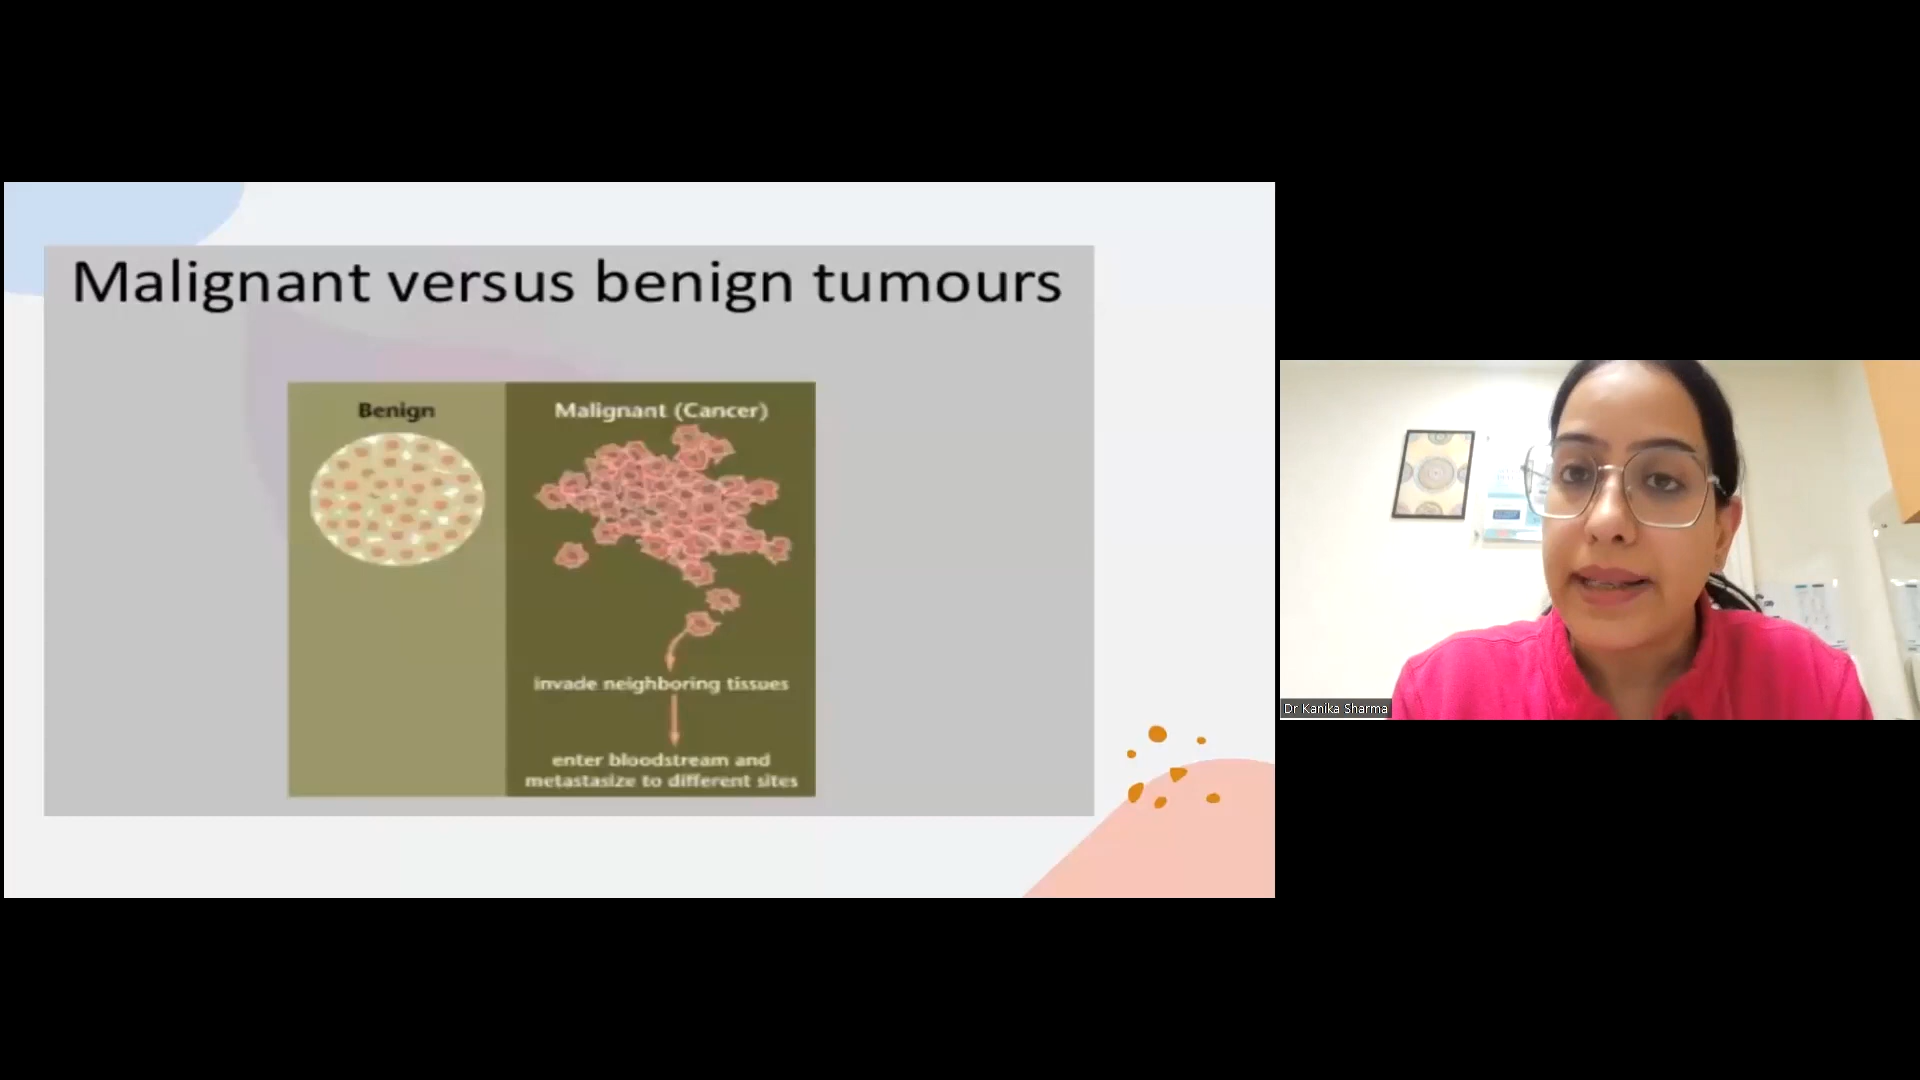 Malignant versus benign tumours
Benign
Malignant (Cancer)
invade neighboring tissues
enter bloodstream and
metastasize to different sites
Dr Kanika Sharma